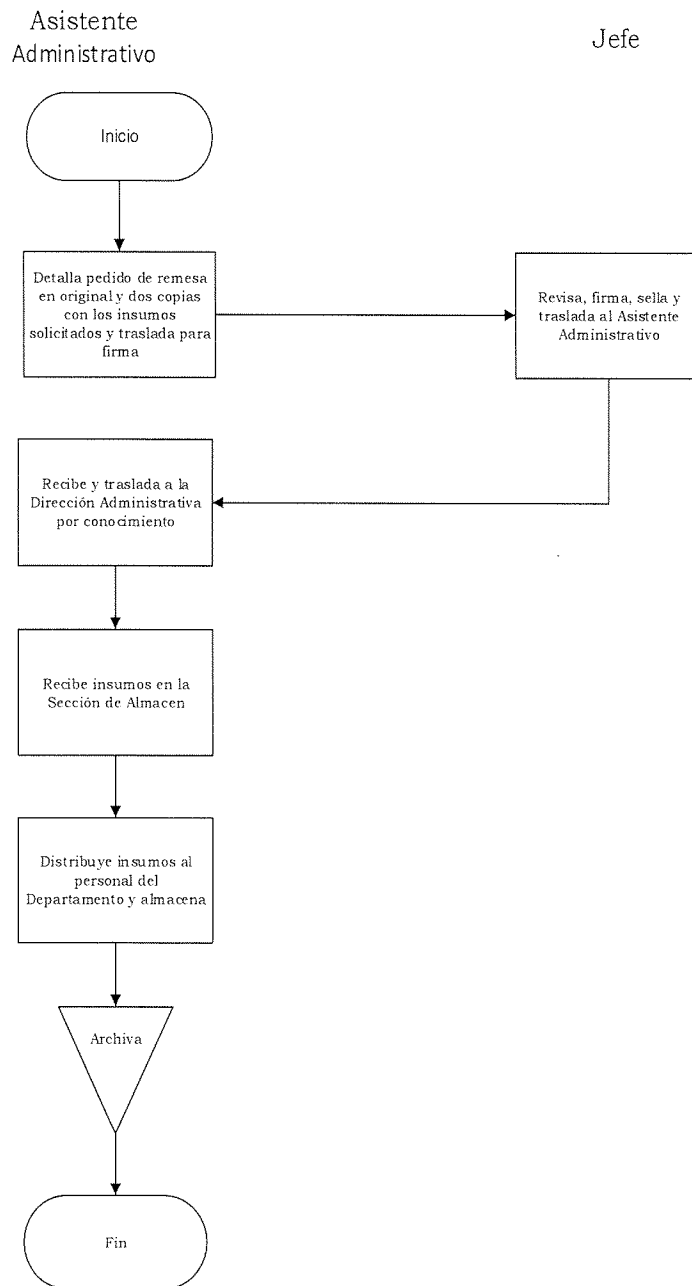 Asistente
Administrativo
Jefe
Inicio
Detalla pedido de remesa
en original y dos copias
con los insumos
solicitados y traslada para
firma
Revisa, firma, sella y
traslada al Asistente
Administrativo
Recibe y traslada a la
Dirección Administrativa
por conocimiento
Recibe insumos en la
Sección de Almacen
Distribuye insumos al
personal del
Departamento y almacena
Archiva
Fin